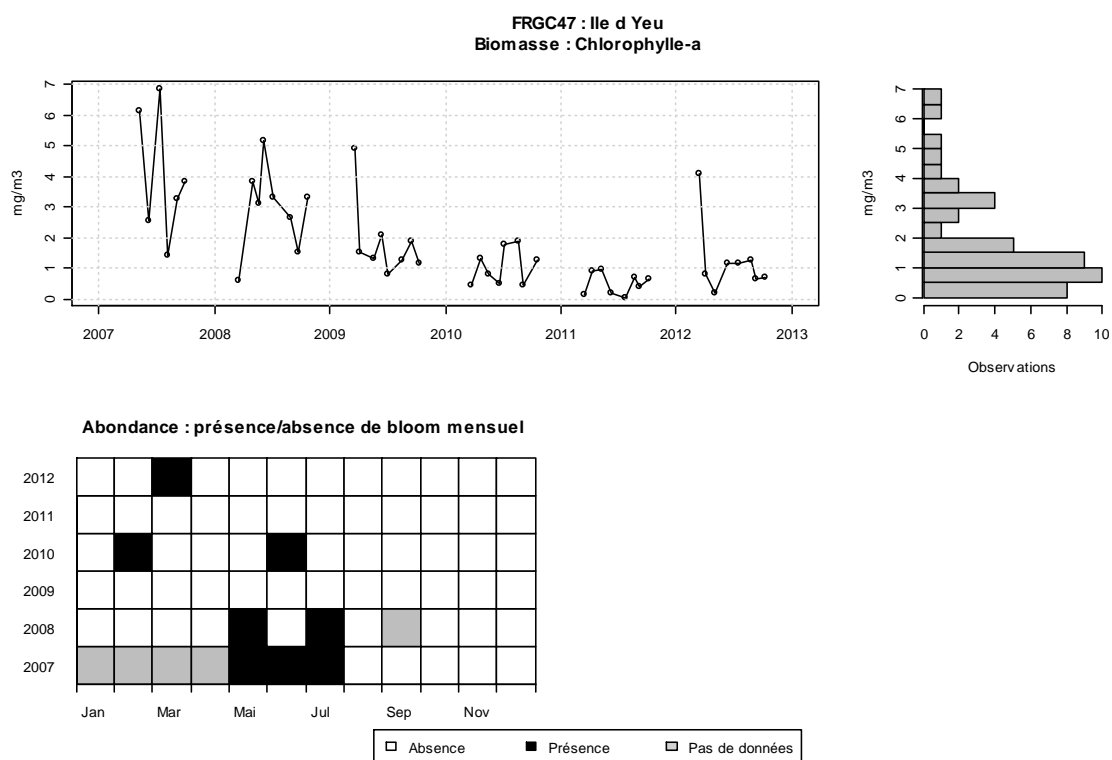 FRGC47 : Ile d Yeu
Biomasse : Chlorophylle-a
mg/m3
7
6
5
4
3
2
1
0
2007 2008 2009 2010 2011 2012 2013
mg/m3
7
6
5
4
3
2
1
0
0 2 4 6 8 10
Observations
Abondance : présence/absence de bloom mensuel
2012
2011
2010
2009
2008
2007
Jan Mar Mai Jul Sep Nov
Absence Présence Pas de données